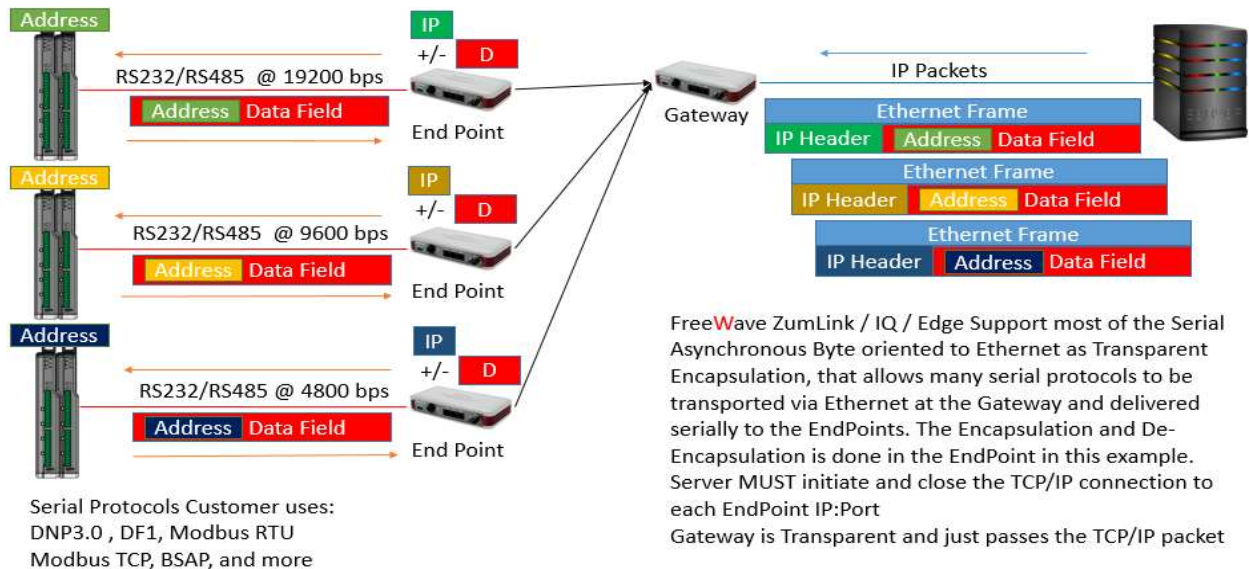 Address
IP
+/- D
RS232/RS485 @ 19200 bps
Address Data Field
End Point
Address
IP
+/- D
RS232/RS485 @ 9600 bps
Address Data Field
End Point
Address
IP
+/- D
RS232/RS485 @ 4800 bps
Address Data Field
End Point
Serial Protocols Customer uses:
DNP3.0 , DF1, Modbus RTU
Modbus TCP, BSAP, and more
Gateway
IP Packets
Ethernet Frame
IP Header Address Data Field
Ethernet Frame
IP Header Address Data Field
Ethernet Frame
IP Header Address Data Field
FreeWave ZumLink / IQ / Edge Support most of the Serial
Asynchronous Byte oriented to Ethernet as Transparent
Encapsulation, that allows many serial protocols to be
transported via Ethernet at the Gateway and delivered
serially to the EndPoints. The Encapsulation and De-
Encapsulation is done in the EndPoint in this example.
Server MUST initiate and close the TCP/IP connection to
each EndPoint IP:Port
Gateway is Transparent and just passes the TCP/IP packet